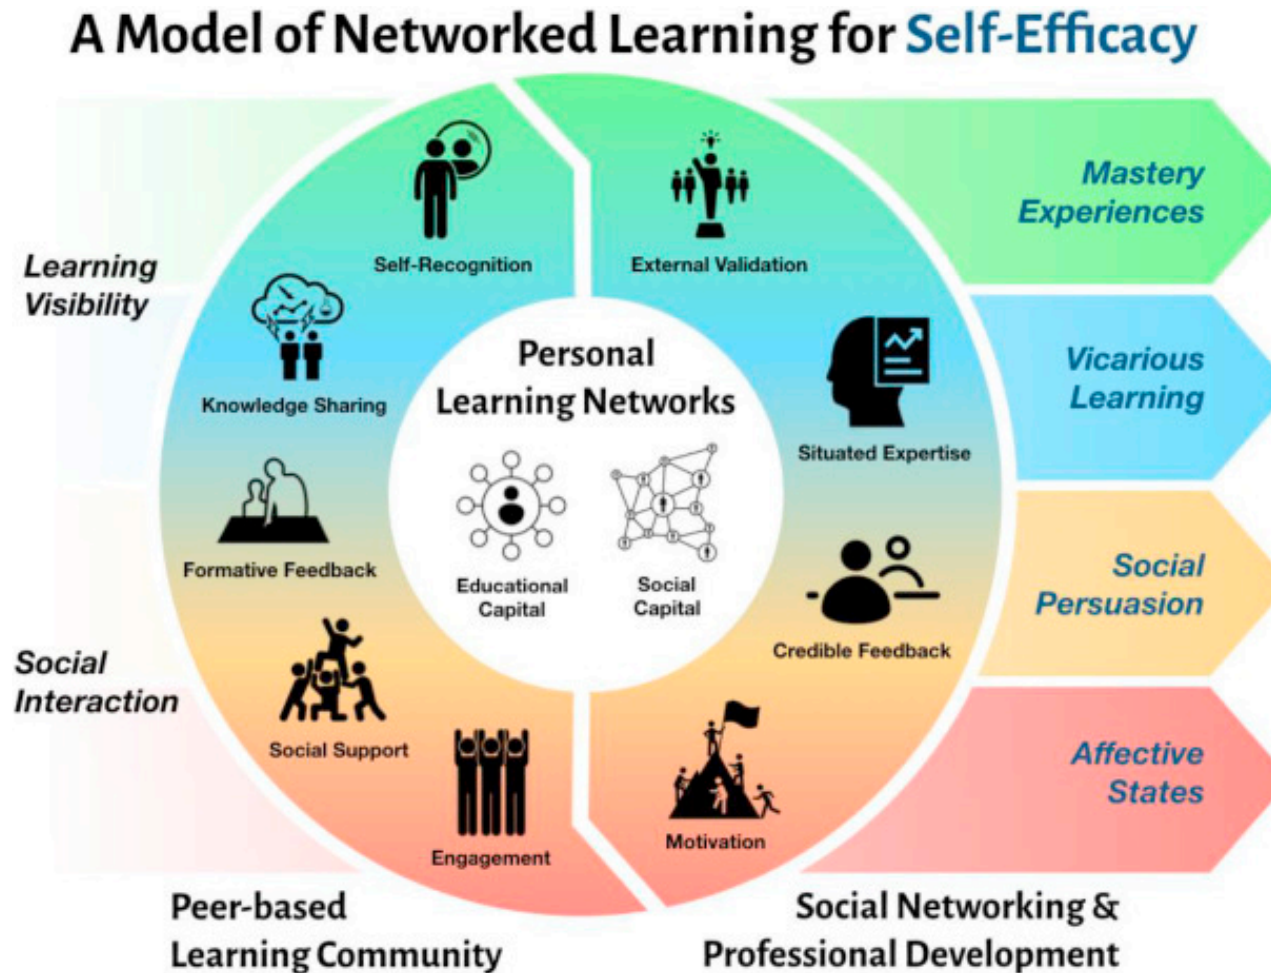 A Model of Networked Learning for Self-Efficacy
Learning
Visibility
Social
Interaction
Self-Recognition
Knowledge Sharing
Formative Feedback
Social Support
Engagement
Personal
Learning Networks
Educational
Capital
Social
Capital
External Validation
Situated Expertise
Credible Feedback
Motivation
Mastery
Experiences
Vicarious
Learning
Social
Persuasion
Affective
States
Peer-based
Learning Community
Social Networking &
Professional Development